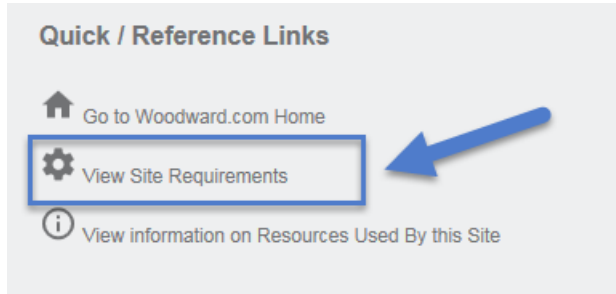 Quick / Reference Links
Go to Woodward.com Home
View Site Requirements
View information on Resources Used By this Site